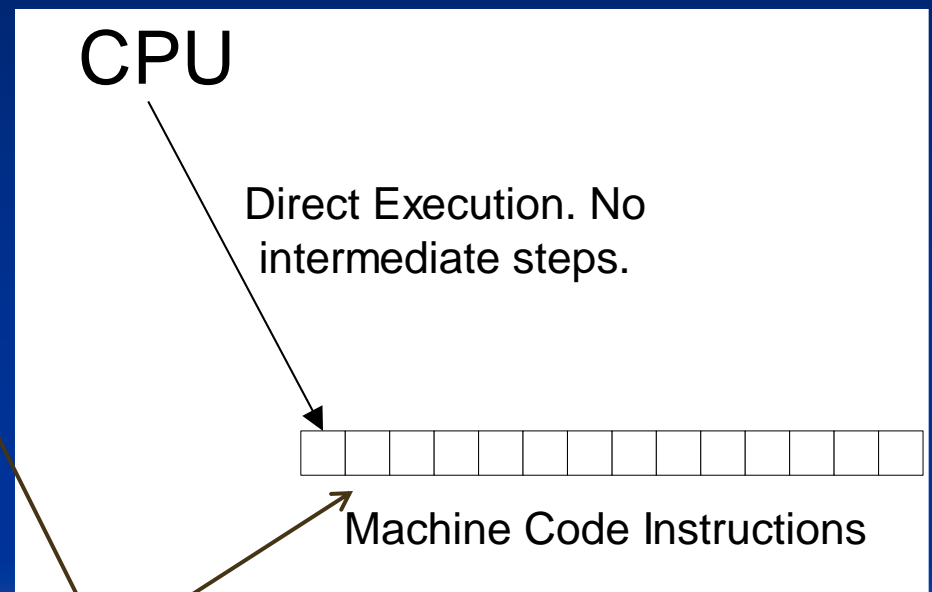 CPU
Direct Execution. No
intermediate steps.
Machine Code Instructions